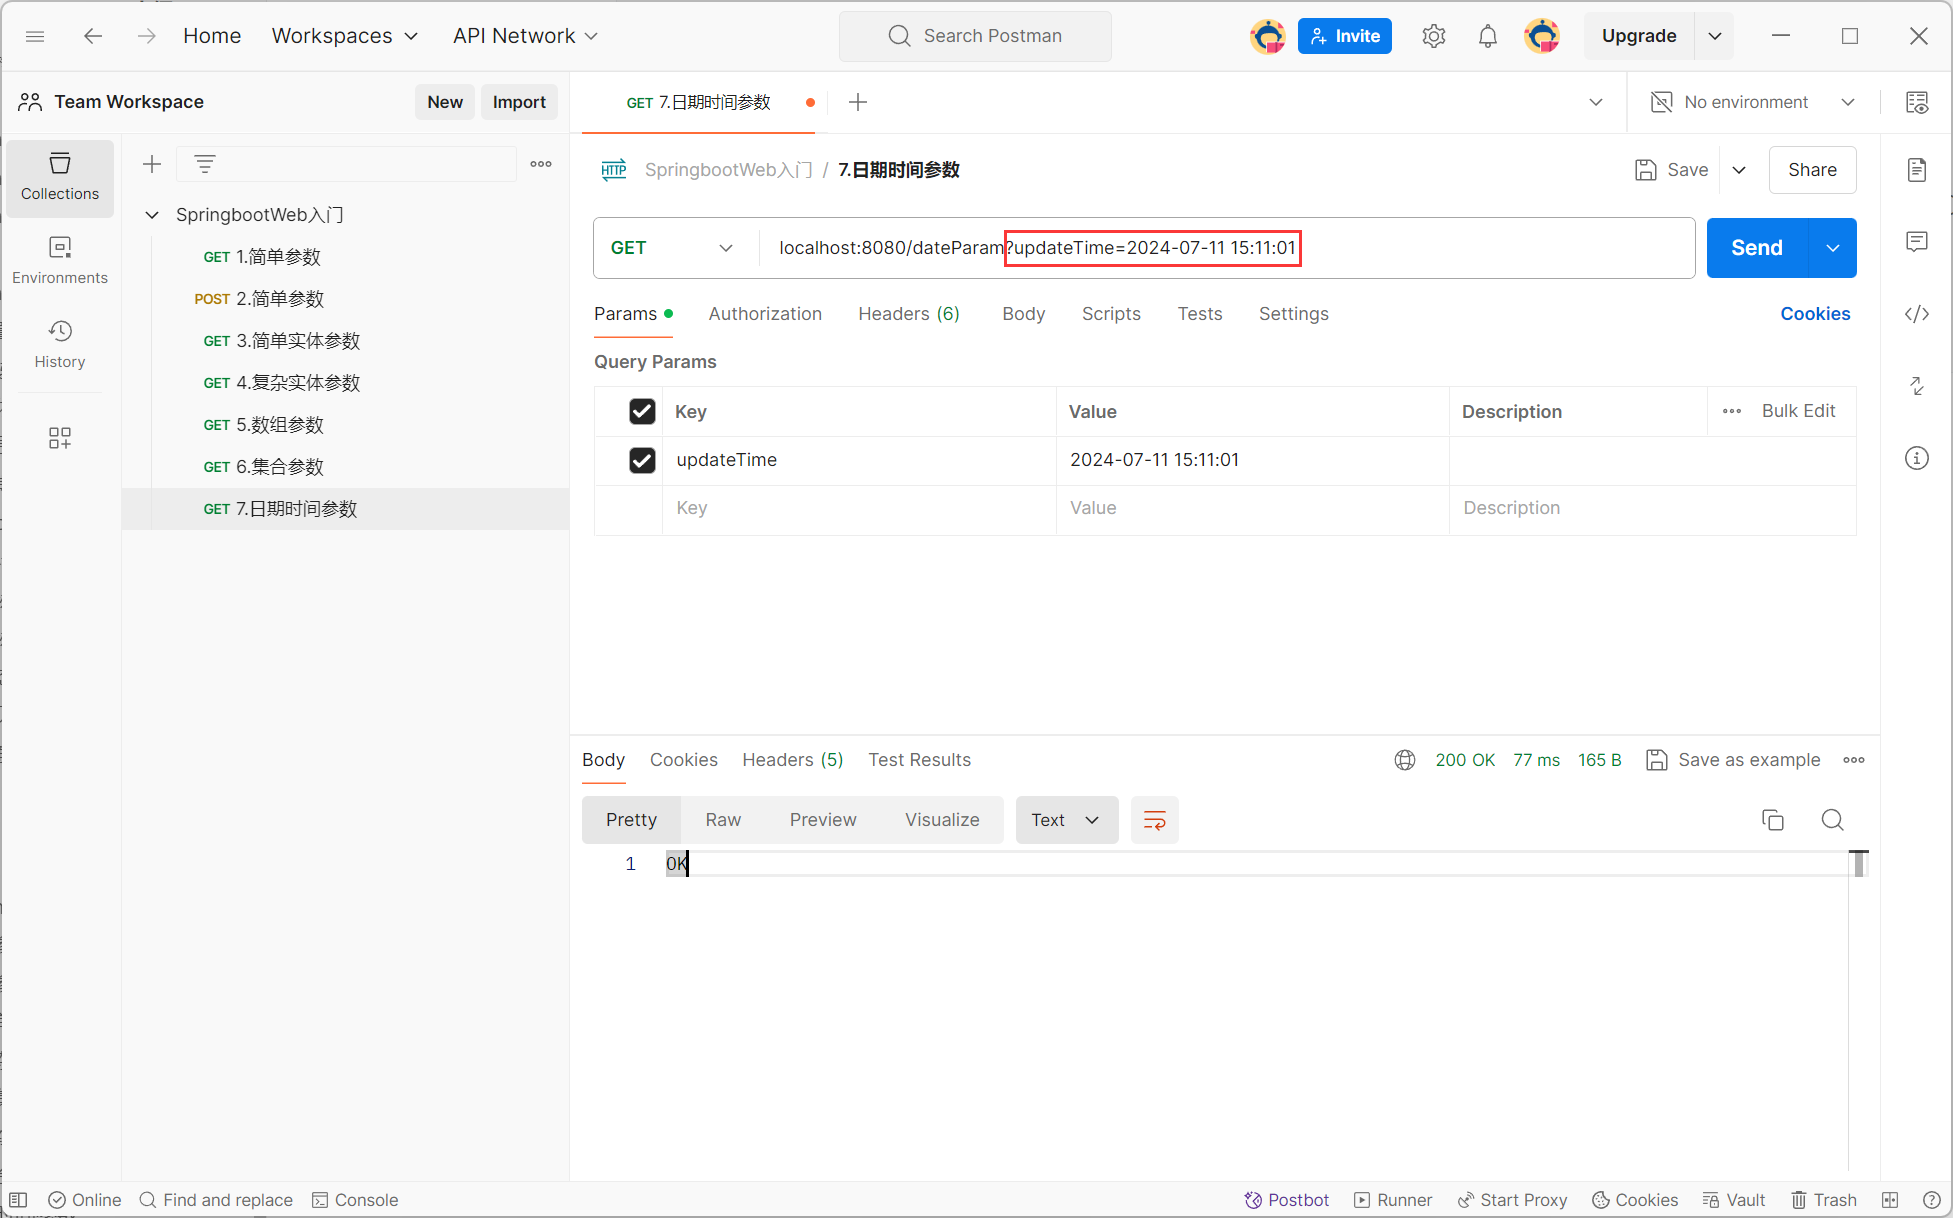 Home Workspaces API Network Search Postman Invite Upgrade
Team Workspace New Import GET 7.日期时间参数 No environment
Collections
Environments
History
SpringbootWeb入门
GET 1.简单参数
POST 2.简单参数
GET 3.简单实体参数
GET 4.复杂实体参数
GET 5.数组参数
GET 6.集合参数
GET 7.日期时间参数
HTTP SpringbootWeb入门 / 7.日期时间参数 Save Share
GET localhost:8080/dateParam?updateTime=2024-07-11 15:11:01 Send
Params Authorization Headers (6) Body Scripts Tests Settings Cookies
Query Params
Key Value Description Bulk Edit
updateTime 2024-07-11 15:11:01
Key Value Description
Body Cookies Headers (5) Test Results 200 OK 77 ms 165 B Save as example
Pretty Raw Preview Visualize Text
1 OK
Online Find and replace Console Postbot Runner Start Proxy Cookies Vault Trash